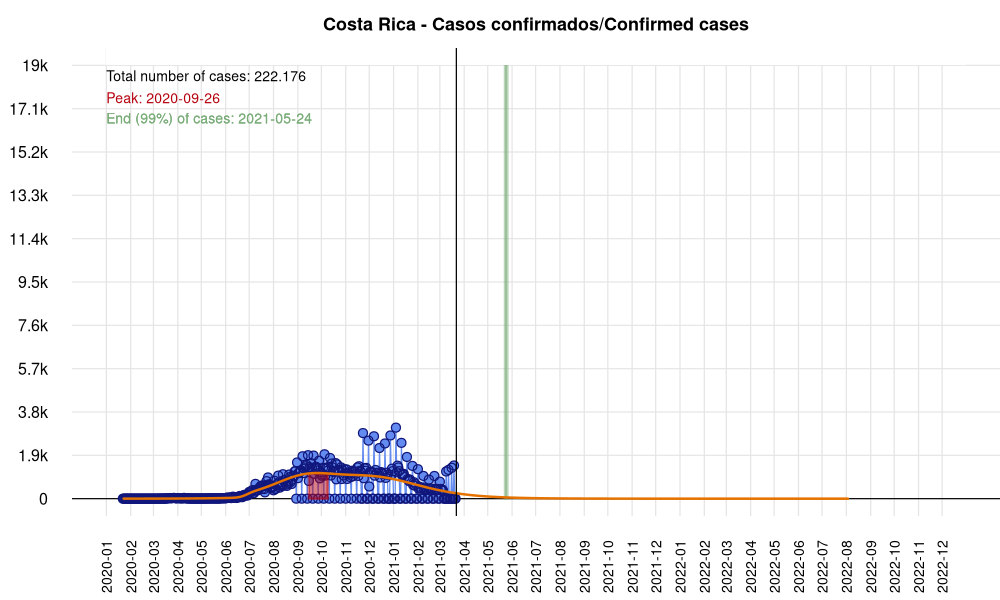 Costa Rica - Casos confirmados/Confirmed cases
Total number of cases: 222.176
Peak: 2020-09-26
End (99%) of cases: 2021-05-24
19k
17.1k
15.2k
13.3k
11.4k
9.5k
7.6k
5.7k
3.8k
1.9k
0
2020-01
2020-02
2020-03
2020-04
2020-05
2020-06
2020-07
2020-08
2020-09
2020-10
2020-11
2020-12
2021-01
2021-02
2021-03
2021-04
2021-05
2021-06
2021-07
2021-08
2021-09
2021-10
2021-11
2021-12
2022-01
2022-02
2022-03
2022-04
2022-05
2022-06
2022-07
2022-08
2022-09
2022-10
2022-11
2022-12